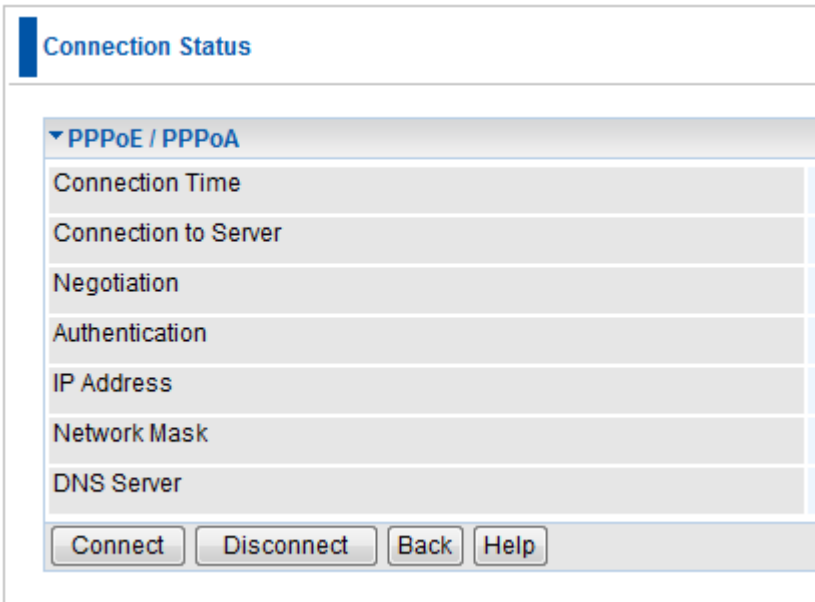 Connection Status
PPPoE / PPPoA
Connection Time
Connection to Server
Negotiation
Authentication
IP Address
Network Mask
DNS Server
Connect Disconnect Back Help